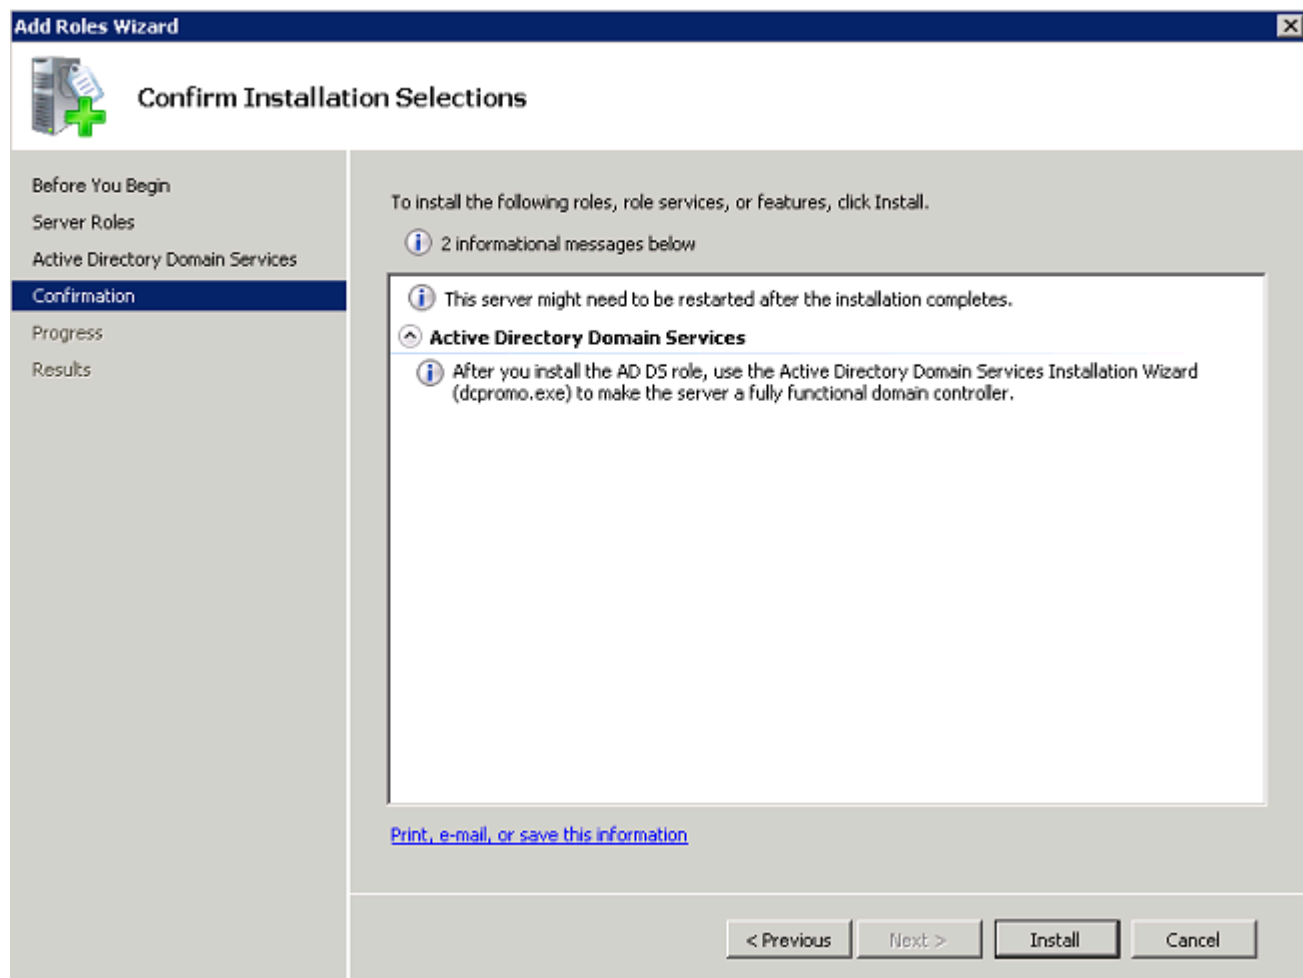 Add Roles Wizard
Confirm Installation Selections
Before You Begin
Server Roles
Active Directory Domain Services
Confirmation
Progress
Results
To install the following roles, role services, or features, click Install.
2 informational messages below
This server might need to be restarted after the installation completes.
Active Directory Domain Services
After you install the AD DS role, use the Active Directory Domain Services Installation Wizard
(dcpromo.exe) to make the server a fully functional domain controller.
Print, e-mail, or save this information
< Previous
Next >
Install
Cancel